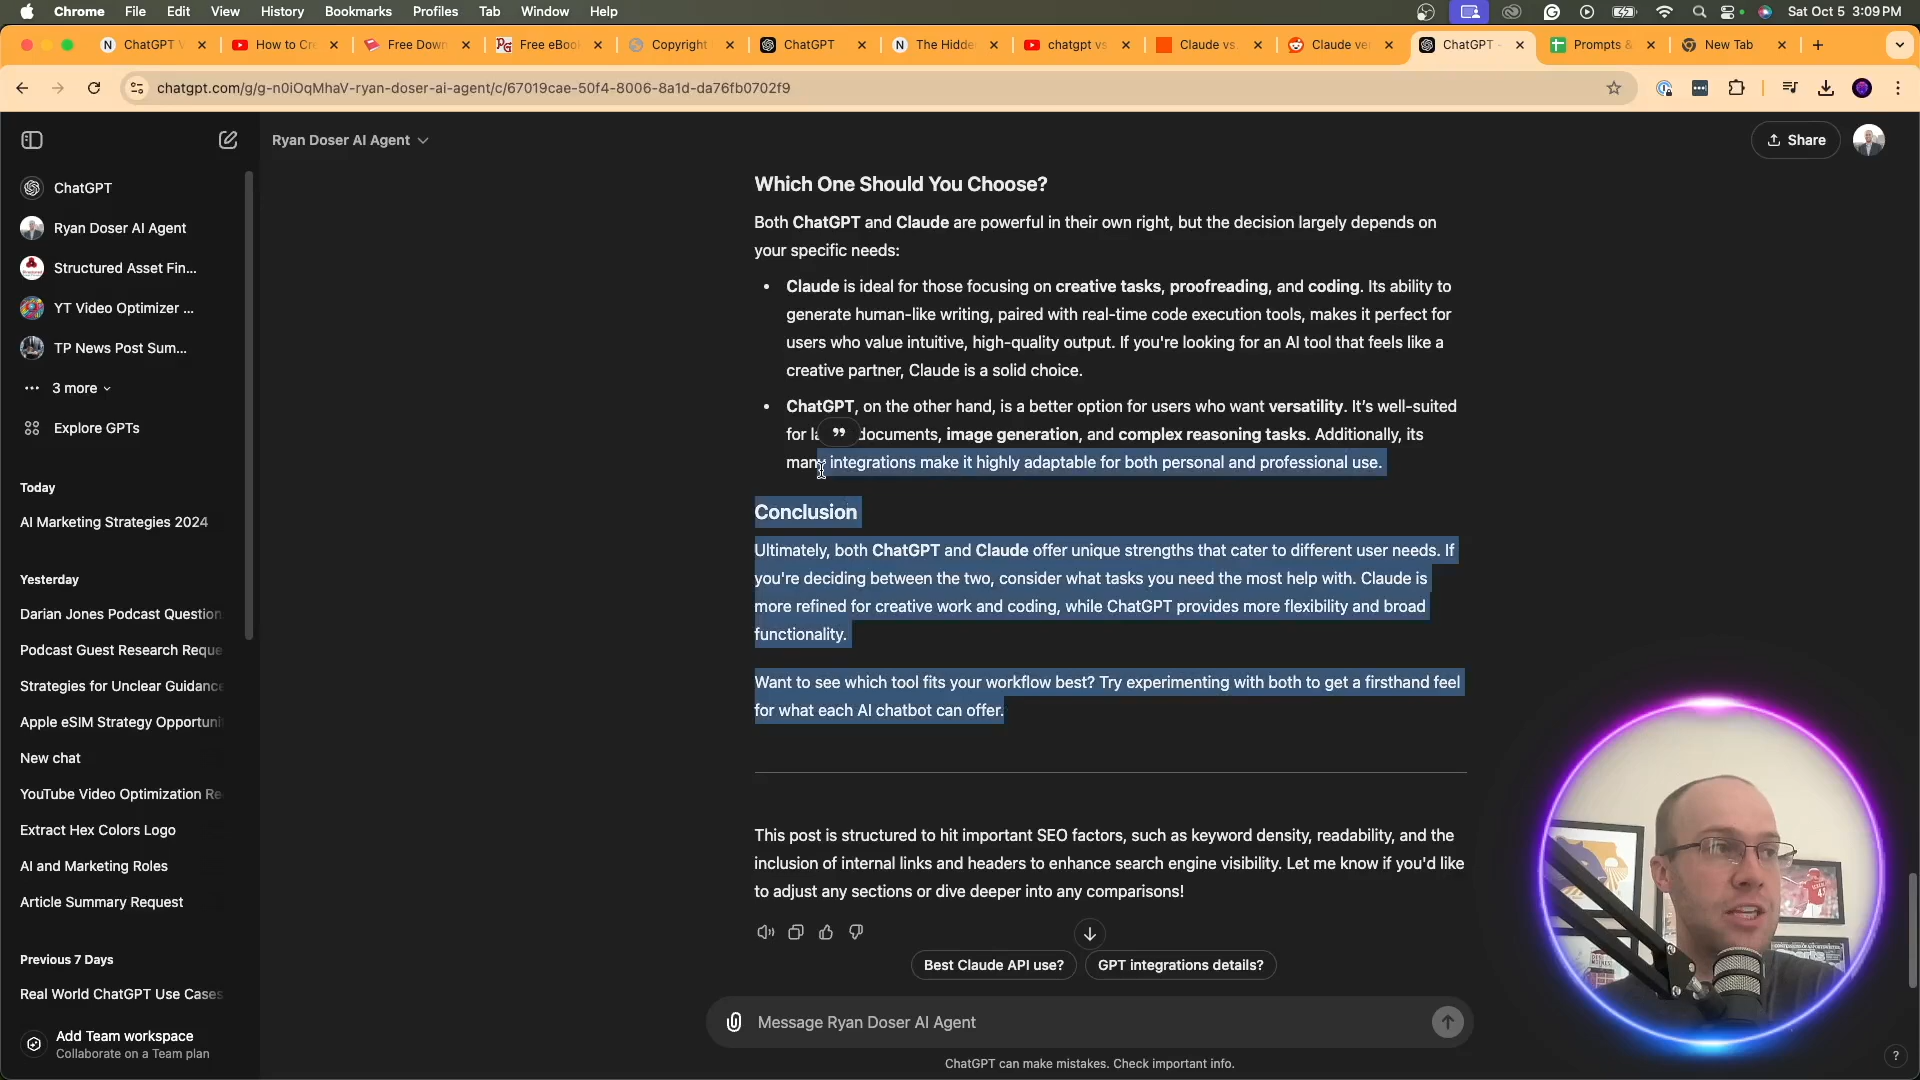 Chrome File Edit View History Bookmarks Profiles Tab Window Help Sat Oct 5 3:09 PM
ChatGPT V How to Cr Free Down Free eBoo Copyright ChatGPT The Hidde chatgpt vs Claude vs. Claude ve ChatGPT - Prompts & New Tab
chatgpt.com/g/g-n0iOqMhaV-ryan-doser-ai-agent/c/67019cae-50f4-8006-8a1d-da76fb0702f9
Ryan Doser AI Agent
Share
ChatGPT
Ryan Doser AI Agent
Structured Asset Fin...
YT Video Optimizer ...
TP News Post Sum...
3 more
Explore GPTs
Today
AI Marketing Strategies 2024
Yesterday
Darian Jones Podcast Question
Podcast Guest Research Reque
Strategies for Unclear Guidance
Apple eSIM Strategy Opportuni
New chat
YouTube Video Optimization Re
Extract Hex Colors Logo
AI and Marketing Roles
Article Summary Request
Previous 7 Days
Real World ChatGPT Use Cases
Add Team workspace
Collaborate on a Team plan
Which One Should You Choose?
Both ChatGPT and Claude are powerful in their own right, but the decision largely depends on
your specific needs:
• Claude is ideal for those focusing on creative tasks, proofreading, and coding. Its ability to
generate human-like writing, paired with real-time code execution tools, makes it perfect for
users who value intuitive, high-quality output. If you're looking for an AI tool that feels like a
creative partner, Claude is a solid choice.
• ChatGPT, on the other hand, is a better option for users who want versatility. It’s well-suited
for documents, image generation, and complex reasoning tasks. Additionally, its
many integrations make it highly adaptable for both personal and professional use.
Conclusion
Ultimately, both ChatGPT and Claude offer unique strengths that cater to different user needs. If
you're deciding between the two, consider what tasks you need the most help with. Claude is
more refined for creative work and coding, while ChatGPT provides more flexibility and broad
functionality.
Want to see which tool fits your workflow best? Try experimenting with both to get a firsthand feel
for what each AI chatbot can offer.
This post is structured to hit important SEO factors, such as keyword density, readability, and the
inclusion of internal links and headers to enhance search engine visibility. Let me know if you'd like
to adjust any sections or dive deeper into any comparisons!
Best Claude API use? GPT integrations details?
Message Ryan Doser AI Agent
ChatGPT can make mistakes. Check important info.
?